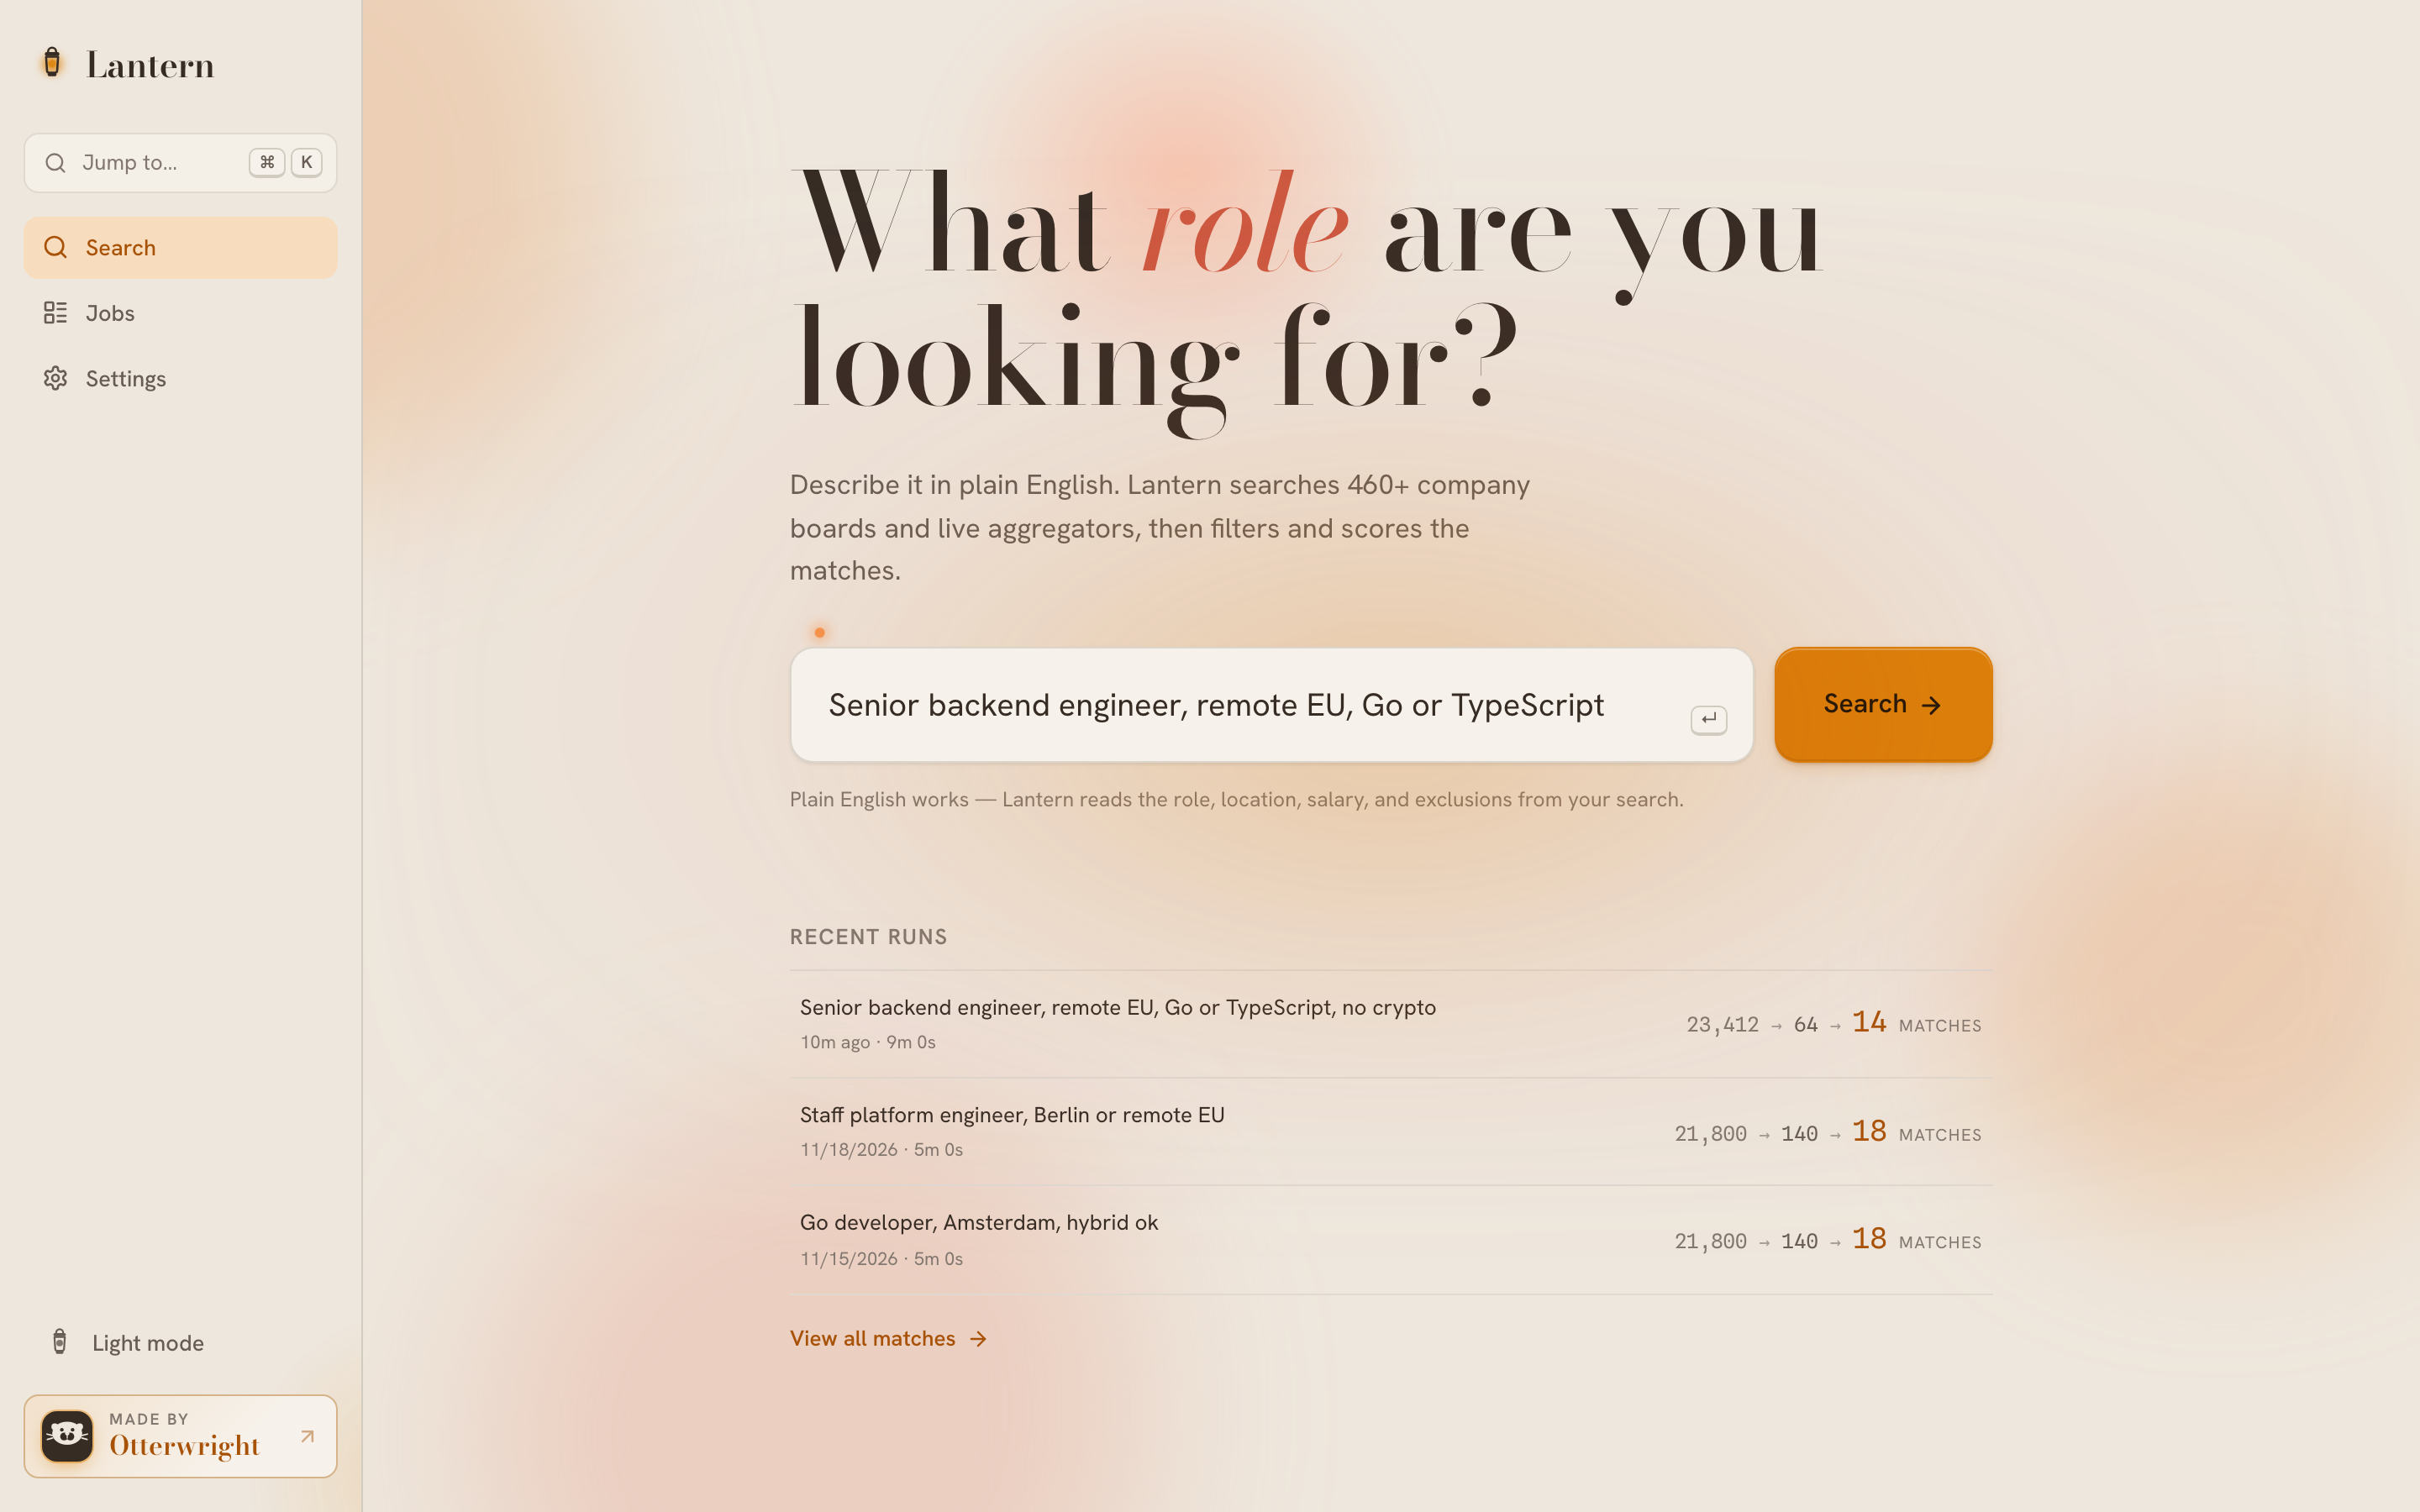 Lantern
Jump to...
⌘ K
Search
Jobs
Settings
Light mode
MADE BY
Otterwright
What role are you
looking for?
Describe it in plain English. Lantern searches 460+ company
boards and live aggregators, then filters and scores the
matches.
Senior backend engineer, remote EU, Go or TypeScript
Search →
Plain English works — Lantern reads the role, location, salary, and exclusions from your search.
RECENT RUNS
Senior backend engineer, remote EU, Go or TypeScript, no crypto
10m ago · 9m 0s
23,412 → 64 → 14 MATCHES
Staff platform engineer, Berlin or remote EU
11/18/2026 · 5m 0s
21,800 → 140 → 18 MATCHES
Go developer, Amsterdam, hybrid ok
11/15/2026 · 5m 0s
21,800 → 140 → 18 MATCHES
View all matches →